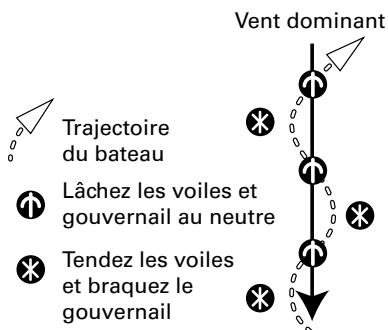 Vent dominant
Trajectoire
du bateau
Lâchez les voiles et
gouvernail au neutre
Tendez les voiles
et braquez le
gouvernail